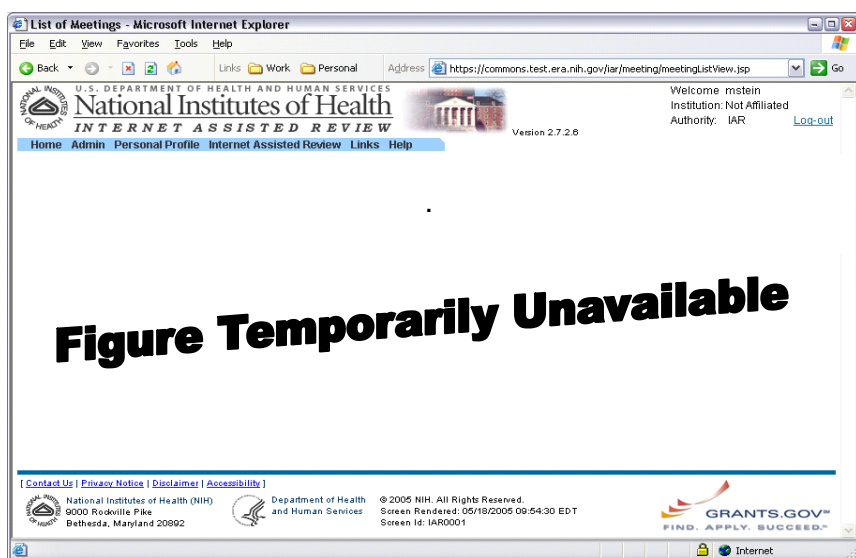 List of Meetings - Microsoft Internet Explorer
File Edit View Favorites Tools Help
Back Links Work Personal Address https://commons.test.era.nih.gov/iar/meeting/meetingListView.jsp Go
U.S. DEPARTMENT OF HEALTH AND HUMAN SERVICES
National Institutes of Health
INTERNET ASSISTED REVIEW
Version 2.7.2.6
Welcome mstein
Institution: Not Affiliated
Authority: IAR Log-out
Home Admin Personal Profile Internet Assisted Review Links Help
.
Figure Temporarily Unavailable
[ Contact Us | Privacy Notice | Disclaimer | Accessibility ]
National Institutes of Health (NIH)
9000 Rockville Pike
Bethesda, Maryland 20892
Department of Health
and Human Services
© 2005 NIH. All Rights Reserved.
Screen Rendered: 05/18/2005 09:54:30 EDT
Screen Id: IAR0001
GRANTS.GOV℠
FIND. APPLY. SUCCEED.℠
Internet